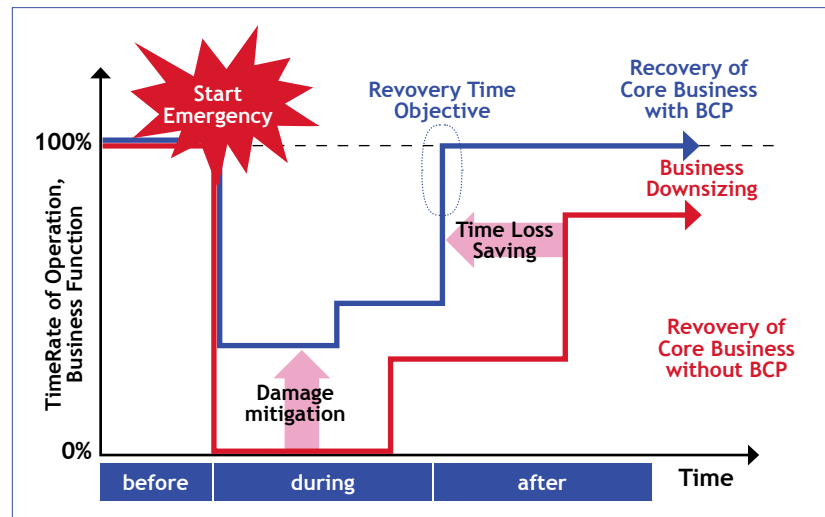 Start
Emergency
Revovery Time
Objective
Recovery of
Core Business
with BCP
100%
Business
Downsizing
Time Loss
Saving
TimeRate of Operation,
Business Function
Revovery of
Core Business
without BCP
Damage
mitigation
0%
before
during
after
Time